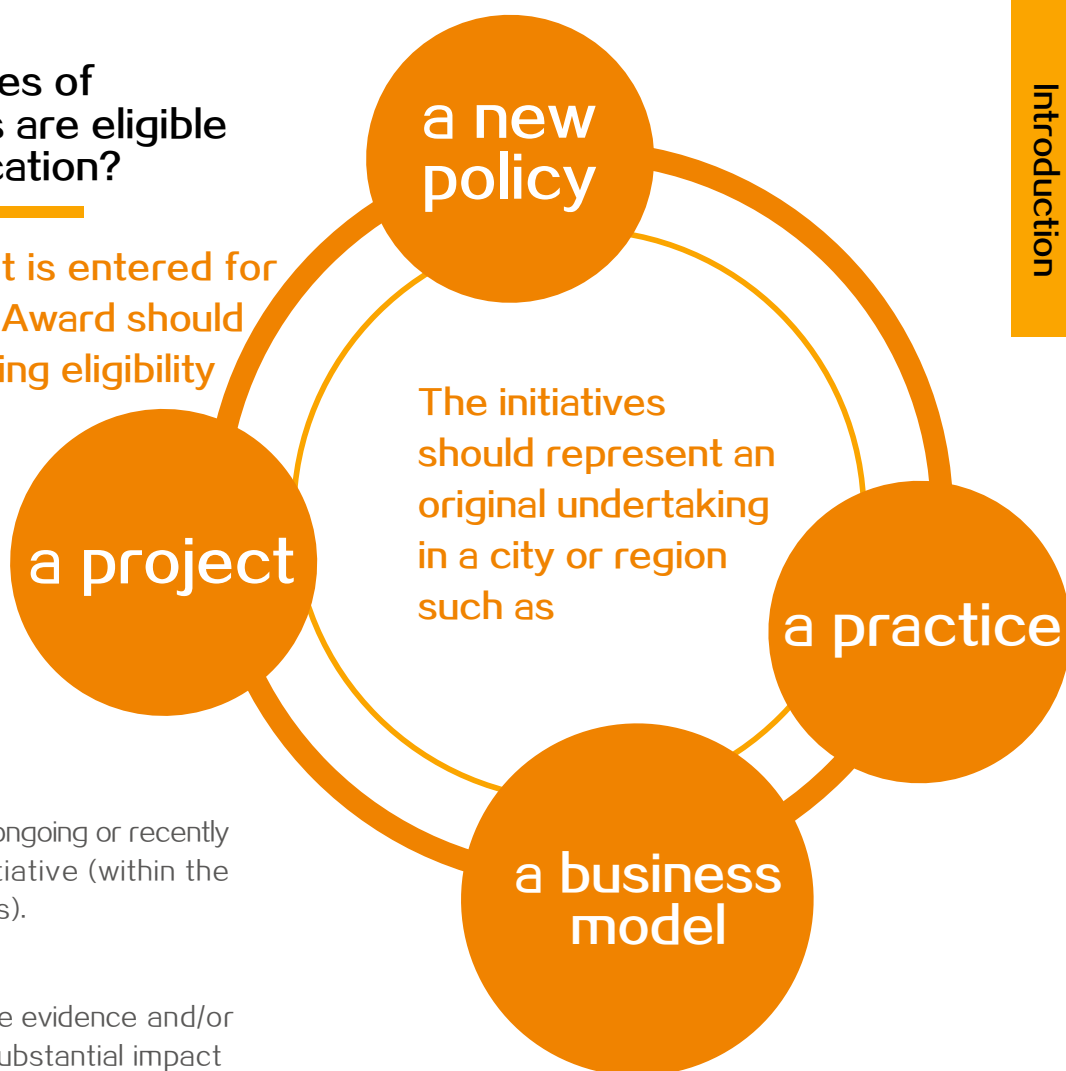 es of
s are eligible
cation?
t is entered for
Award should
ing eligibility
a new
policy
Introduction
The initiatives
should represent an
original undertaking
in a city or region
such as
a project
a practice
a business
model
ongoing or recently
tiative (within the
s).
e evidence and/or
ubstantial impact